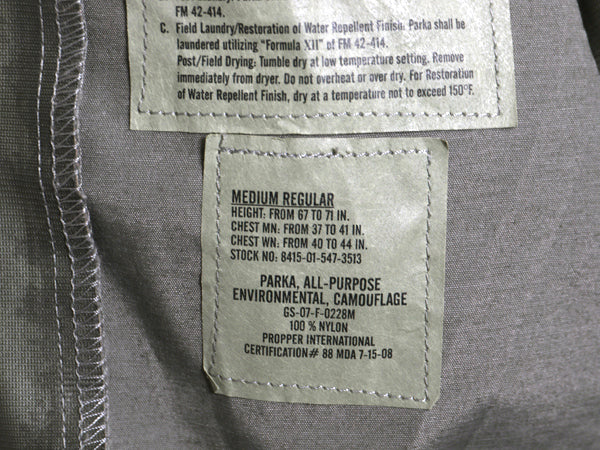 FM 42-414.
C. Field Laundry/Restoration of Water Repellent Finish. Parka shall be
laundered utilizing "Formula XII" of FM 42-414.
Post/Field Drying: Tumble dry at low temperature setting. Remove
immediately from dryer. Do not overheat or over dry. For Restoration
of Water Repellent Finish, dry at a temperature not to exceed 150°F.
MEDIUM REGULAR
HEIGHT: FROM 67 TO 71 IN.
CHEST MN: FROM 37 TO 41 IN.
CHEST WN: FROM 40 TO 44 IN.
STOCK NO: 8415-01-547-3513
PARKA, ALL-PURPOSE
ENVIRONMENTAL, CAMOUFLAGE
GS-07-F-0228M
100 % NYLON
PROPPER INTERNATIONAL
CERTIFICATION# 88 MDA 7-15-08